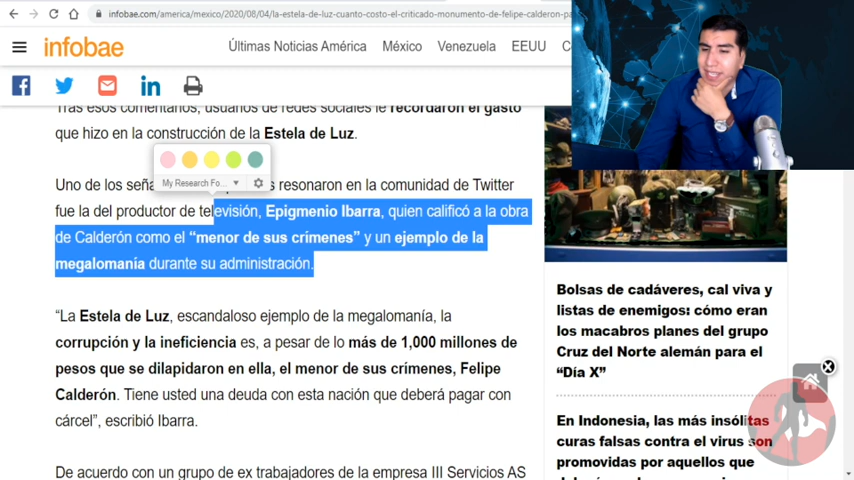 infobae.com/america/mexico/2020/08/04/la-estela-de-luz-cuanto-costo-el-criticado-monumento-de-felipe-calderon-pa
infobae
Últimas Noticias América México Venezuela EEUU
Tras esos comentarios, usuarios de redes sociales le recordaron el gasto
que hizo en la construcción de la Estela de Luz.
My Research Fo...
Uno de los resonaron en la comunidad de Twitter
fue la del productor de televisión, Epigmenio Ibarra, quien calificó a la obra
de Calderón como el “menor de sus crímenes” y un ejemplo de la
megalomanía durante su administración.
“La Estela de Luz, escandaloso ejemplo de la megalomanía, la
corrupción y la ineficiencia es, a pesar de lo más de 1,000 millones de
pesos que se dilapidaron en ella, el menor de sus crímenes, Felipe
Calderón. Tiene usted una deuda con esta nación que deberá pagar con
cárcel”, escribió Ibarra.
De acuerdo con un grupo de ex trabajadores de la empresa III Servicios AS
Bolsas de cadáveres, cal viva y
listas de enemigos: cómo eran
los macabros planes del grupo
Cruz del Norte alemán para el
“Día X”
En Indonesia, las más insólitas
curas falsas contra el virus son
promovidas por aquellos que